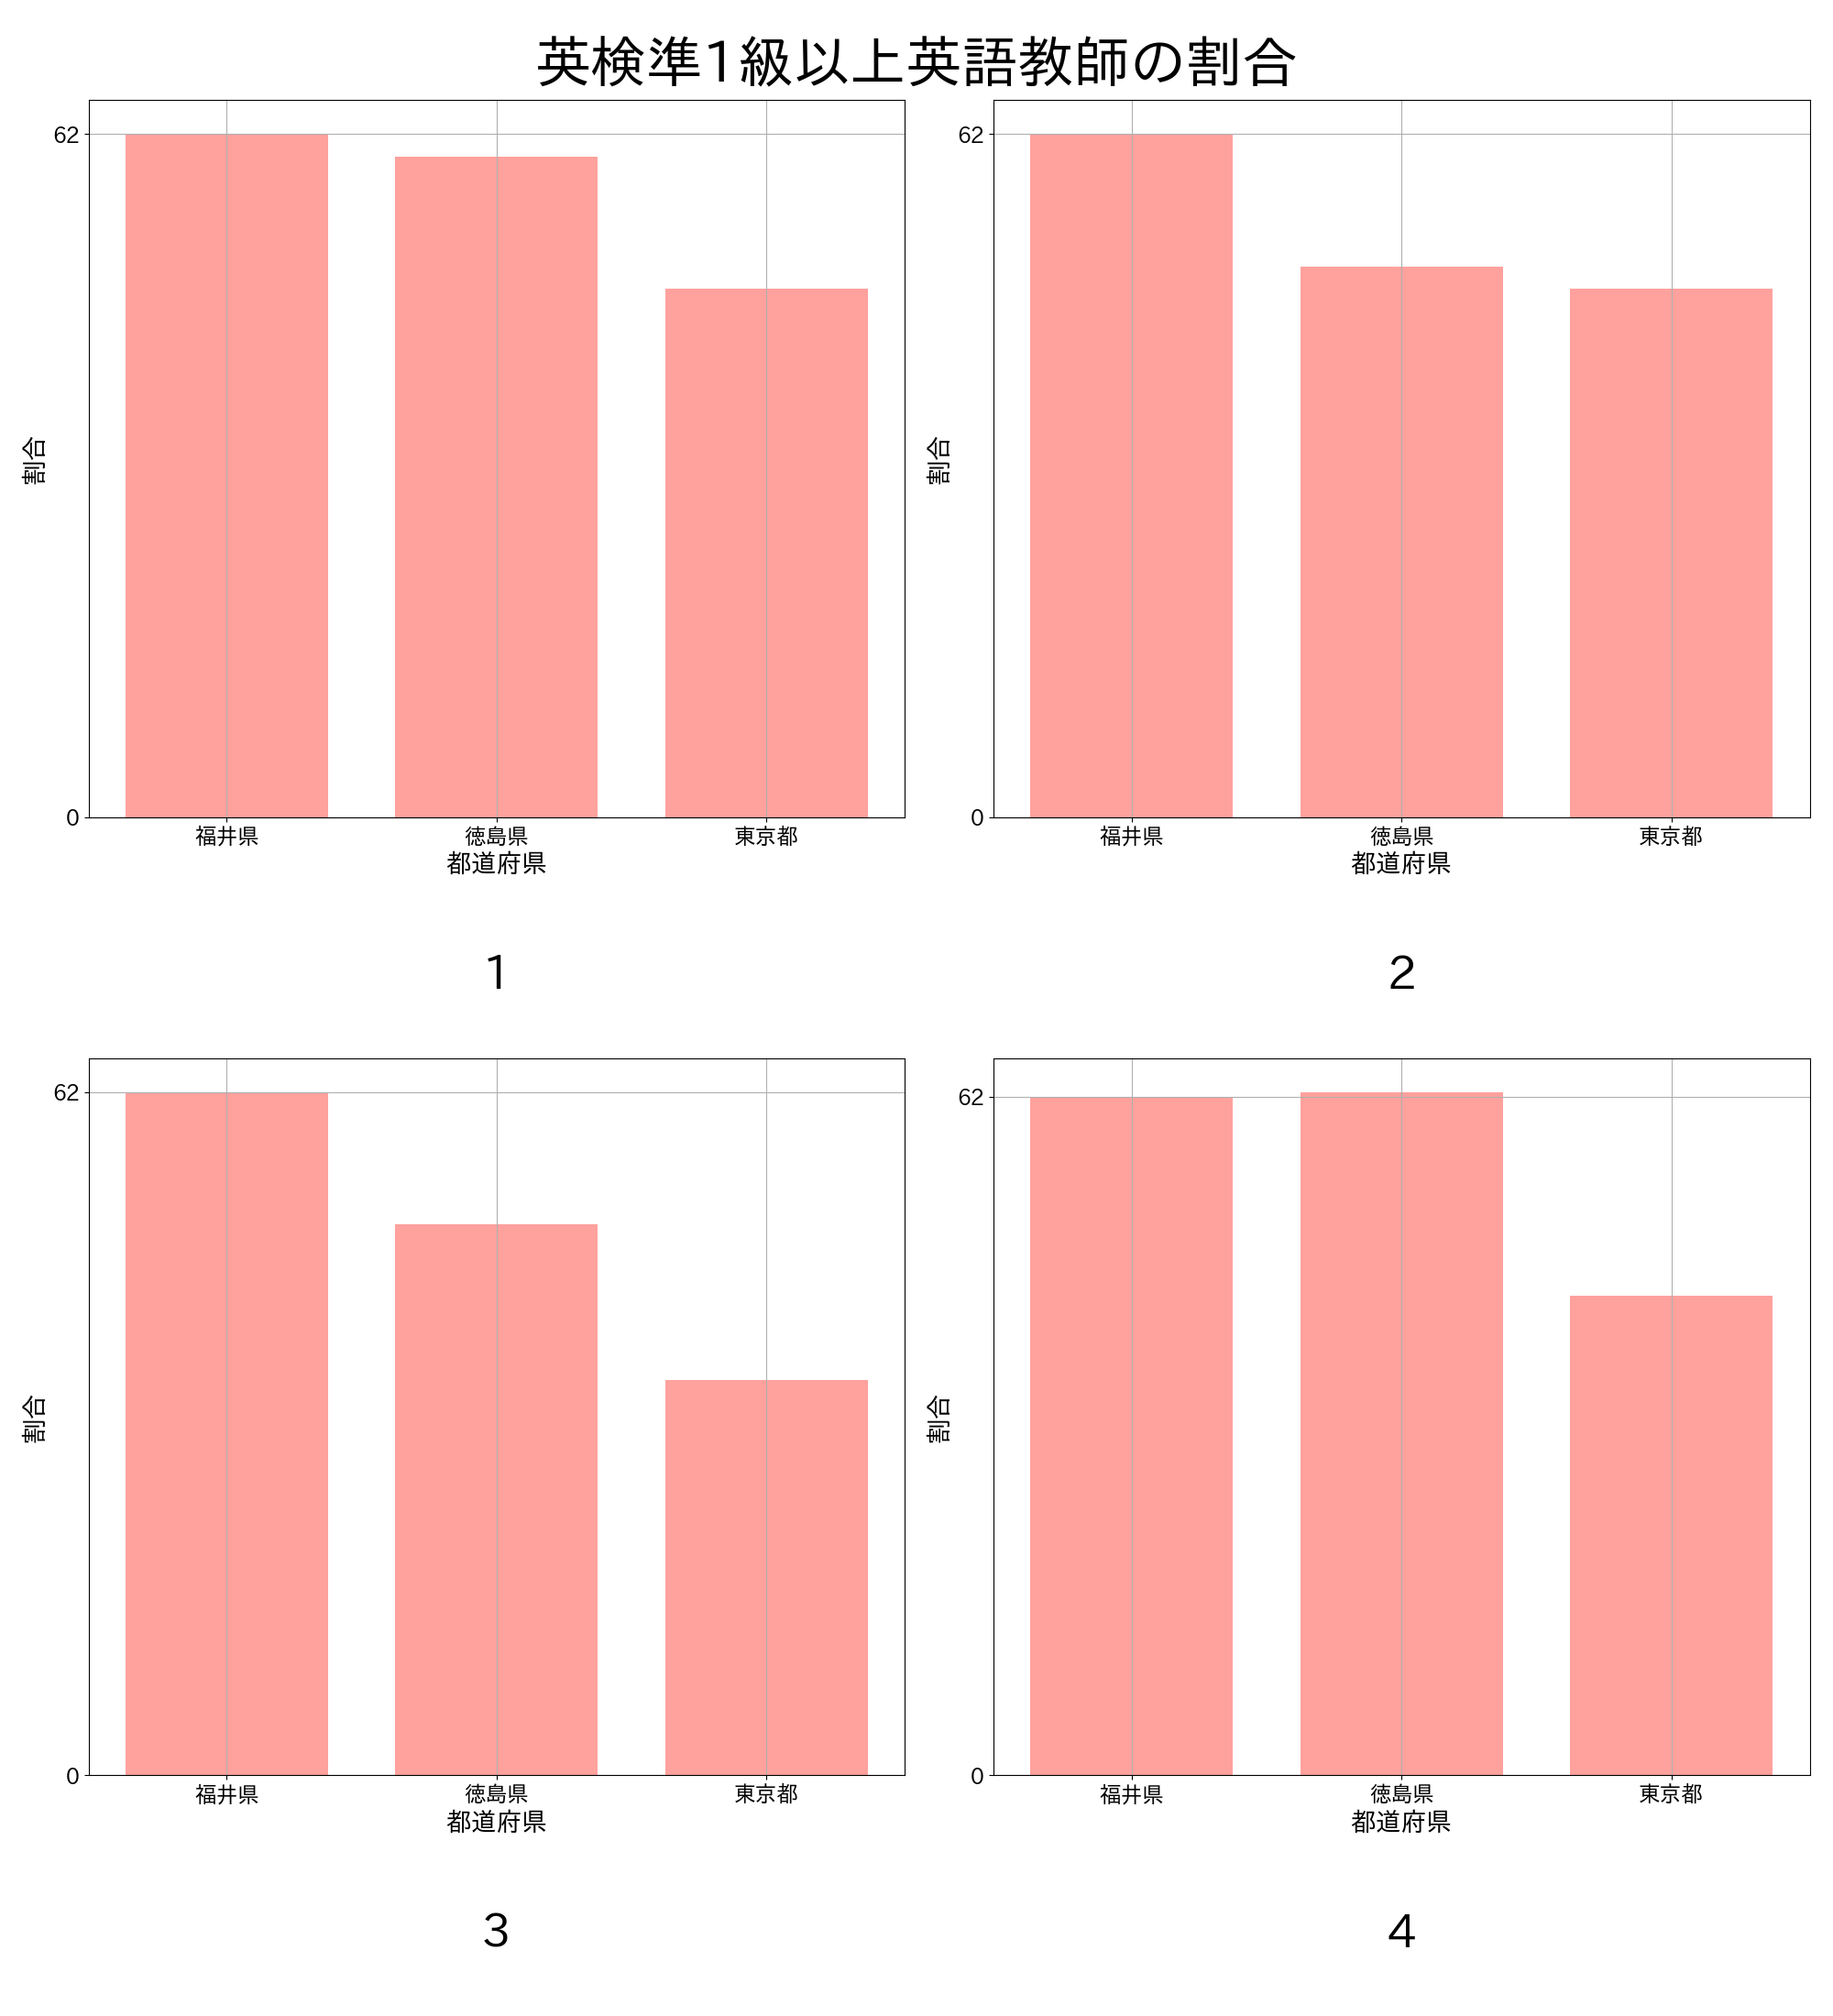 英検準1級以上英語教師の割合
62
0
割合
福井県 徳島県 東京都
都道府県
1
62
0
割合
福井県 徳島県 東京都
都道府県
2
62
0
割合
福井県 徳島県 東京都
都道府県
3
62
0
割合
福井県 徳島県 東京都
都道府県
4